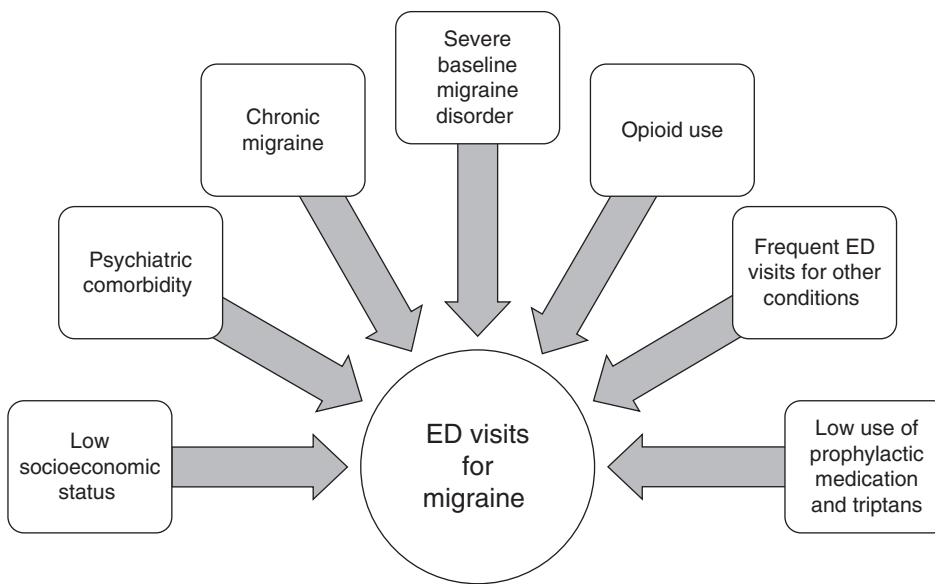 Severe
baseline
migraine
disorder
Chronic
migraine
Opioid use
Psychiatric
comorbidity
Frequent ED
visits for other
conditions
Low
socioeconomic
status
ED visits
for
migraine
Low use of
prophylactic
medication
and triptans